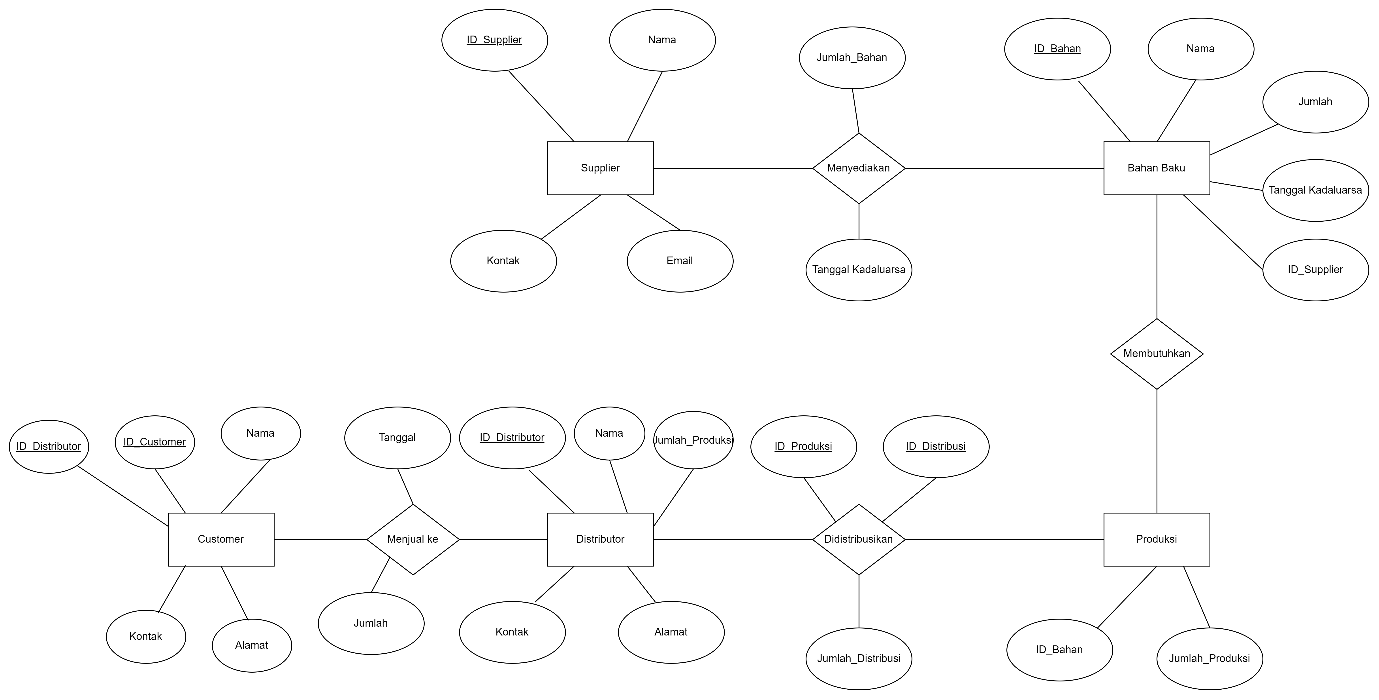 ID_Supplier
Nama
Jumlah_Bahan
ID_Bahan
Nama
Jumlah
Supplier
Menyediakan
Bahan Baku
Tanggal Kadaluarsa
Kontak
Email
Tanggal Kadaluarsa
ID_Supplier
Membutuhkan
ID_Distributor
ID_Customer
Nama
Tanggal
ID_Distributor
Nama
Jumlah_Produksi
ID_Produksi
ID_Distribusi
Customer
Menjual ke
Distributor
Didistribusikan
Produksi
Kontak
Alamat
Jumlah
Kontak
Alamat
Jumlah_Distribusi
ID_Bahan
Jumlah_Produksi